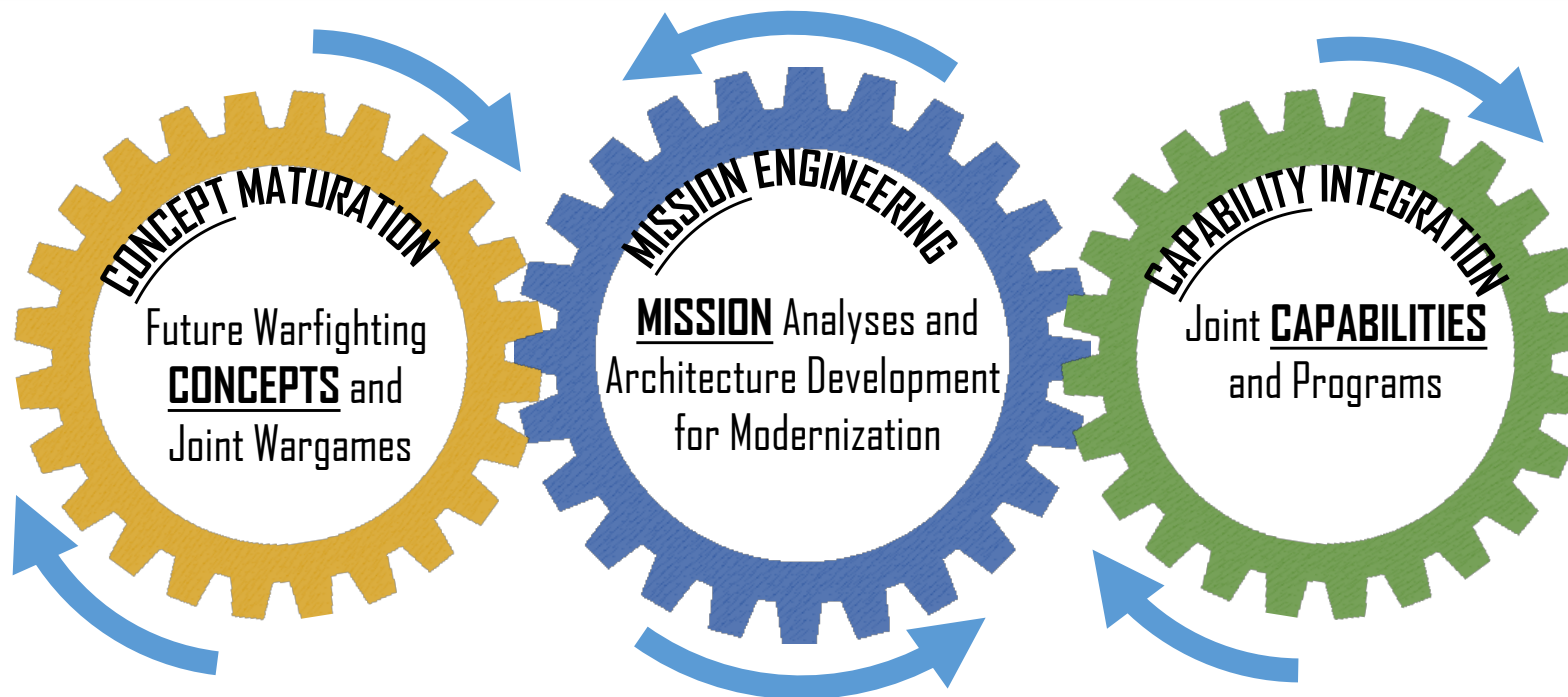 CONCEPT MATURATION
Future Warfighting
CONCEPTS and
Joint Wargames
MISSION ENGINEERING
MISSION Analyses and
Architecture Development
for Modernization
CAPABILITY INTEGRATION
Joint CAPABILITIES
and Programs